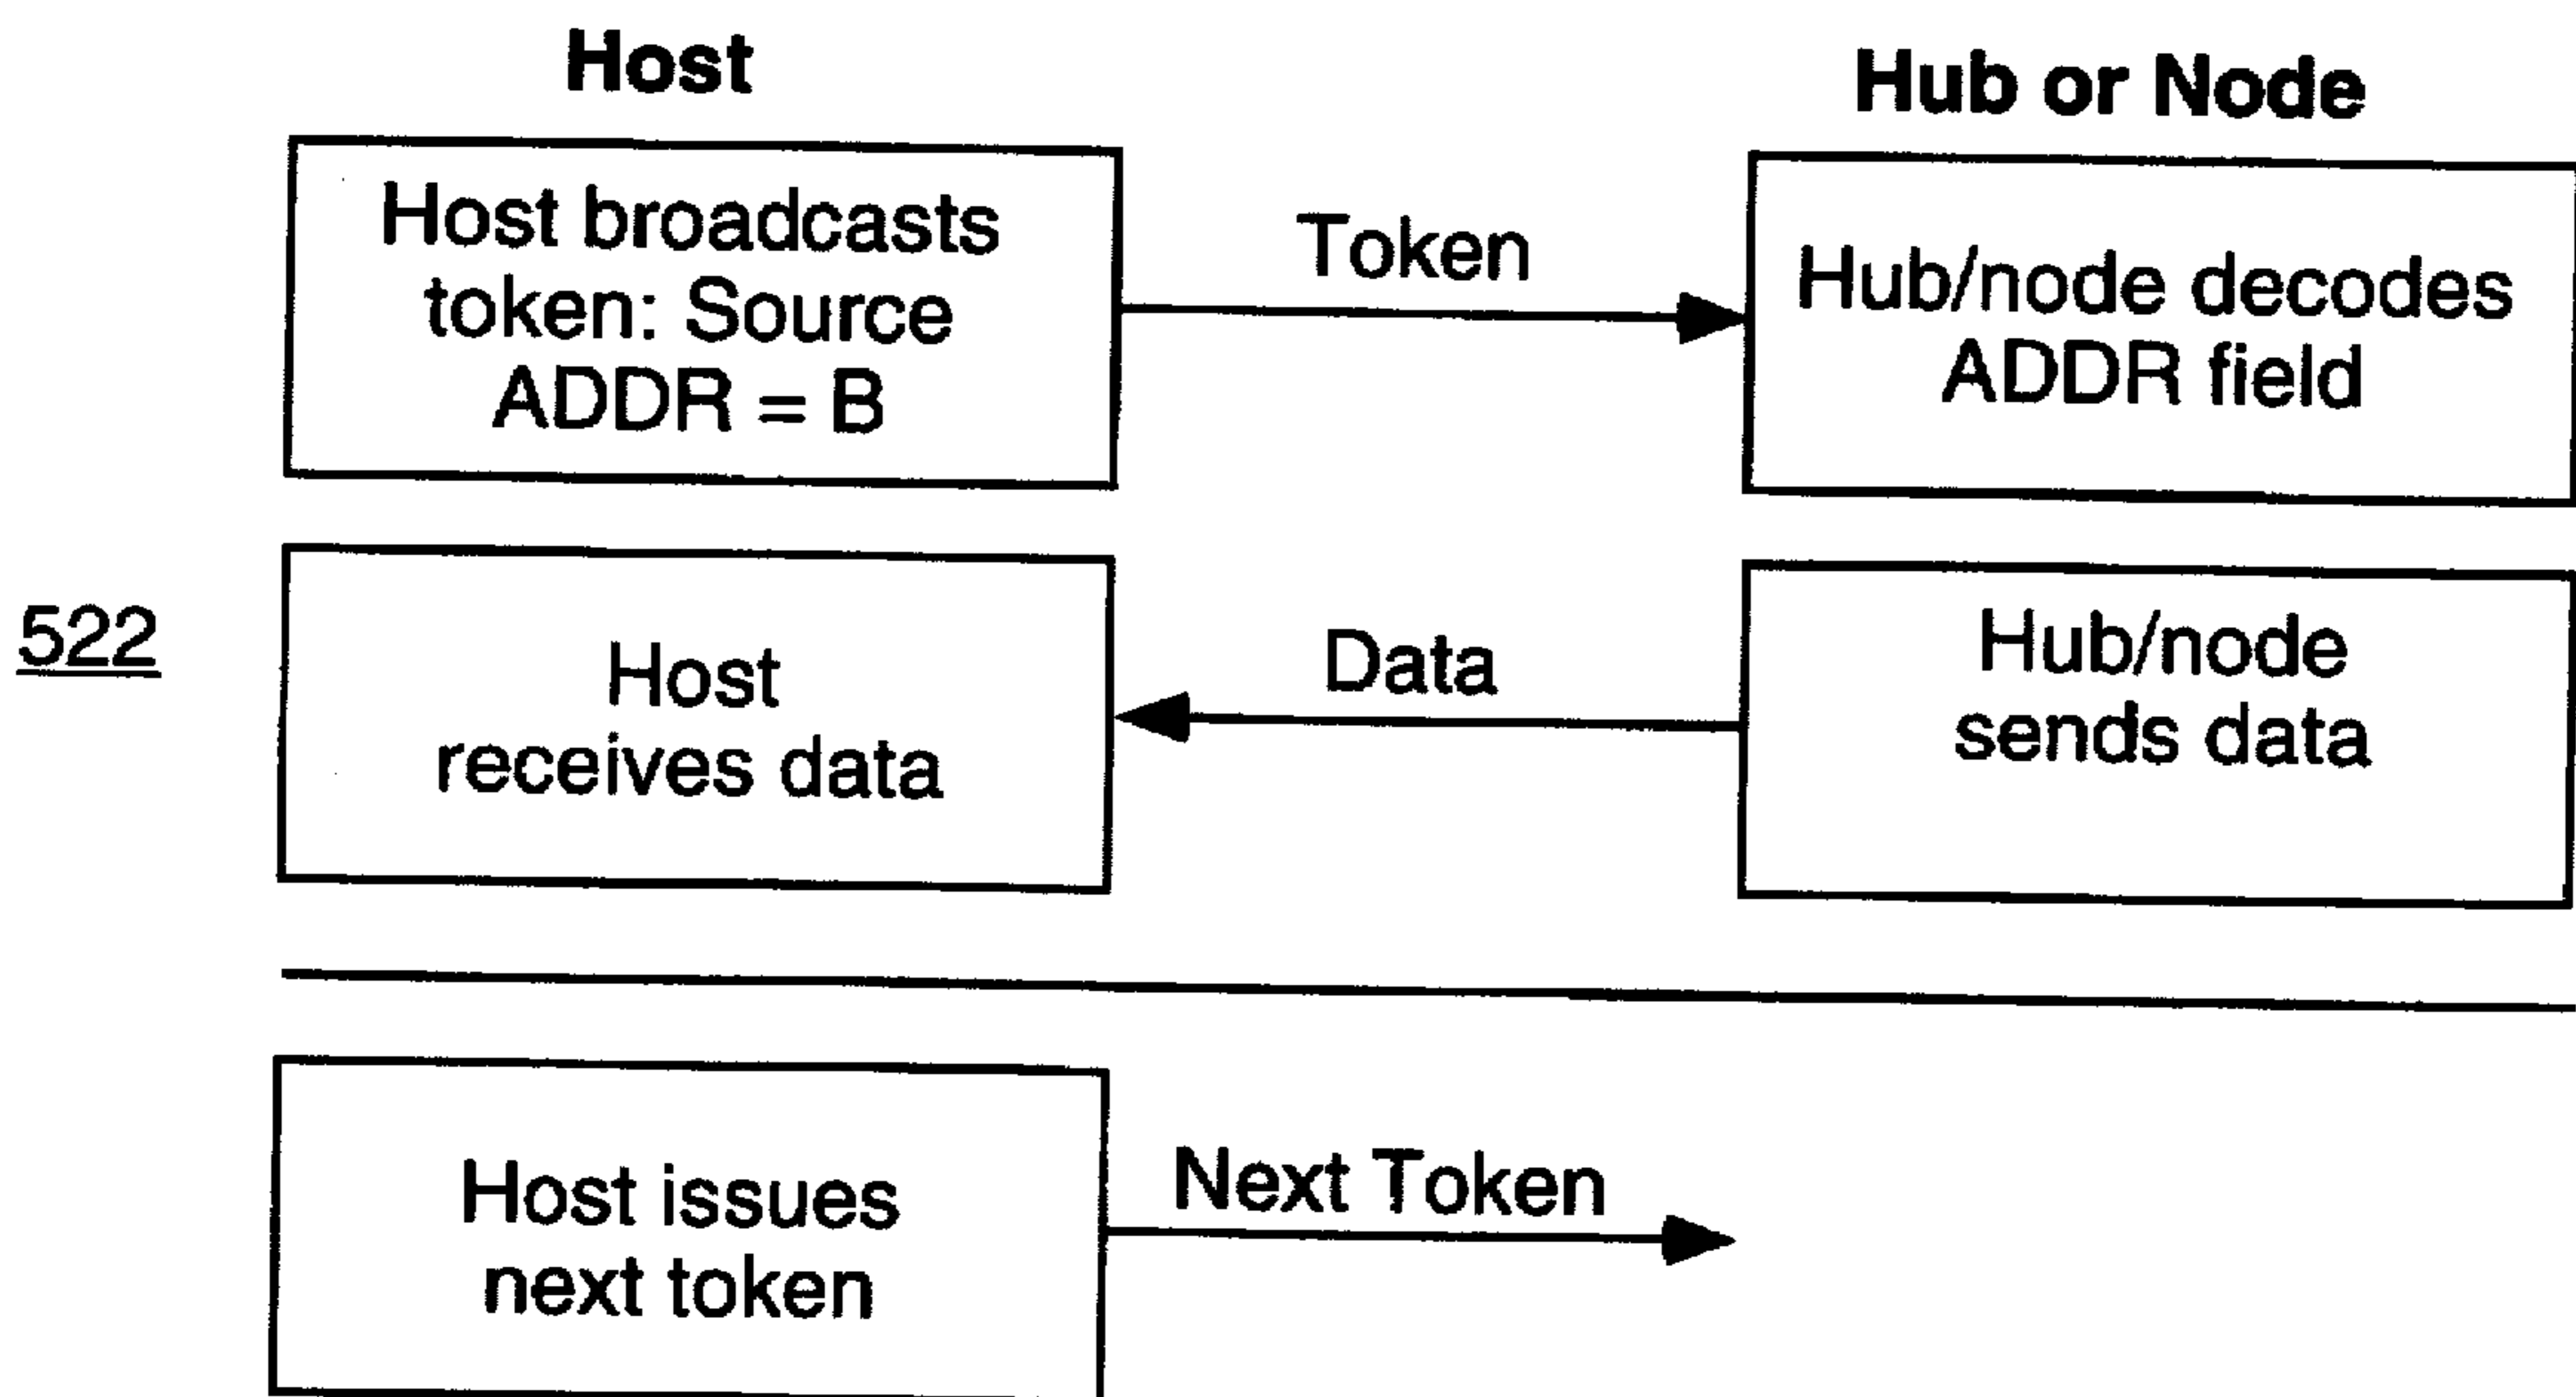 Host
Hub or Node
Host broadcasts
token: Source
ADDR = B
Token
Hub/node decodes
ADDR field
522
Host
receives data
Data
Hub/node
sends data
Host issues
next token
Next Token